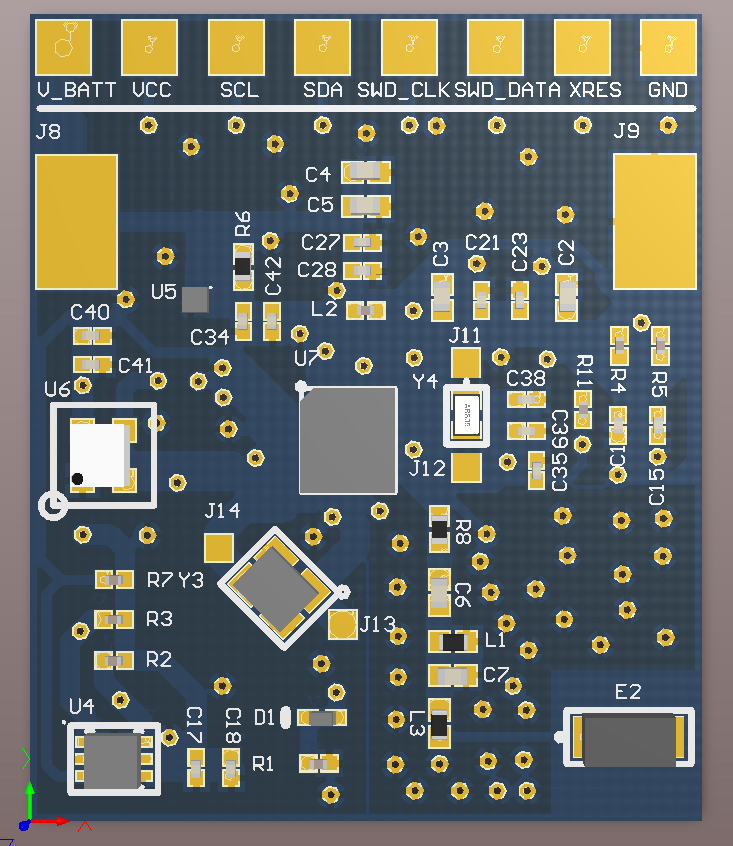 V_BATT VCC SCL SDA SWD_CLK SWD_DATA XRES GND
J8 J9
C4
C5
R6
C27
C28
C42
L2
C3 C21 C23 C2
U5
C34
C40
C41
U7
U6
J11
Y4
C38
R11
R4
R5
C39
C35
J12
C15
J14
R8
R7 Y3
C6
J13
R3
R2
L1
C7
E2
U4
C17
C18
D1
L3
R1